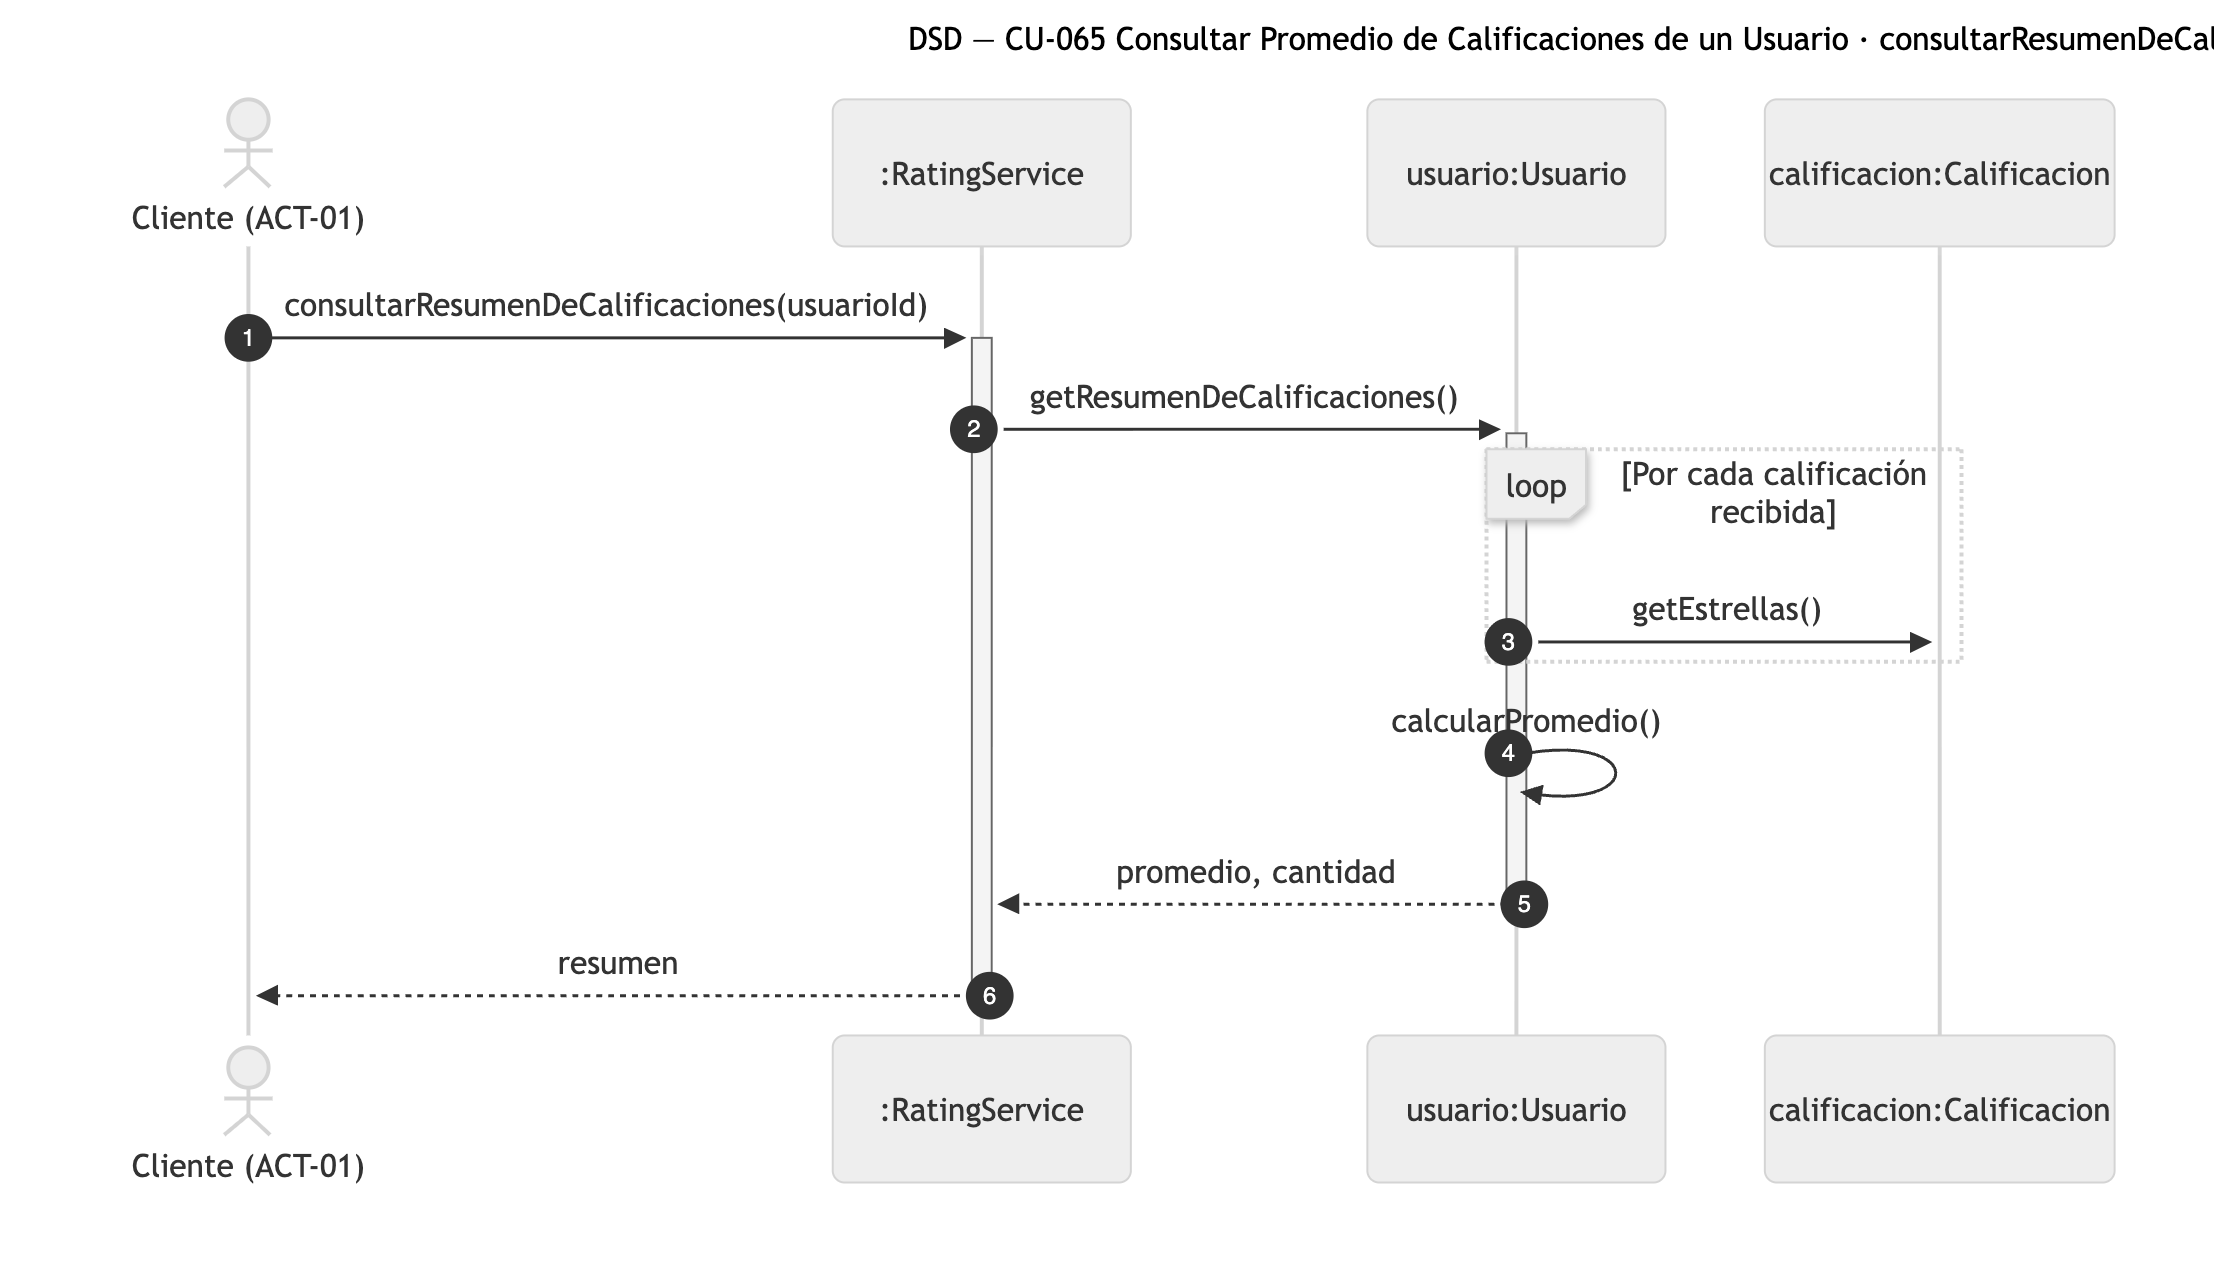 DSD — CU-065 Consultar Promedio de Calificaciones de un Usuario · consultarResumenDeCal
Cliente (ACT-01)
:RatingService
usuario:Usuario
calificacion:Calificacion
consultarResumenDeCalificaciones(usuarioId)
1
getResumenDeCalificaciones()
2
loop
[Por cada calificación
recibida]
getEstrellas()
3
calcularPromedio()
4
promedio, cantidad
5
resumen
6
Cliente (ACT-01)
:RatingService
usuario:Usuario
calificacion:Calificacion